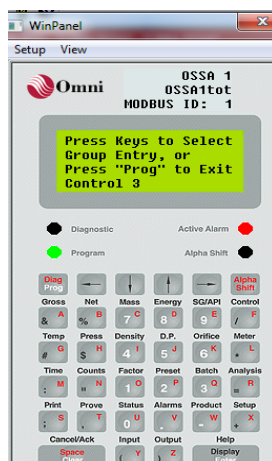 WinPanel
Setup View
Omni
OSSA 1
OSSA1tot
MODBUS ID: 1
Press Keys to Select
Group Entry, or
Press "Prog" to Exit
Control 3
Diagnostic Active Alarm
Program Alpha Shift
Diag Prog Alpha Shift
Gross Net Mass Energy SG/API Control
& A % B 7 C 8 D 9 E / F
Temp Press Density D.P. Orifice Meter
# G $ H 4 I 5 J 6 K * L
Time Counts Factor Preset Batch Analysis
: M = N 1 O 2 P 3 Q = R
Print Prove Status Alarms Product Setup
; S , T 0 U . V - W + X
Cancel/Ack Input Output Help
Space Clear ( Y ) Z Display Enter